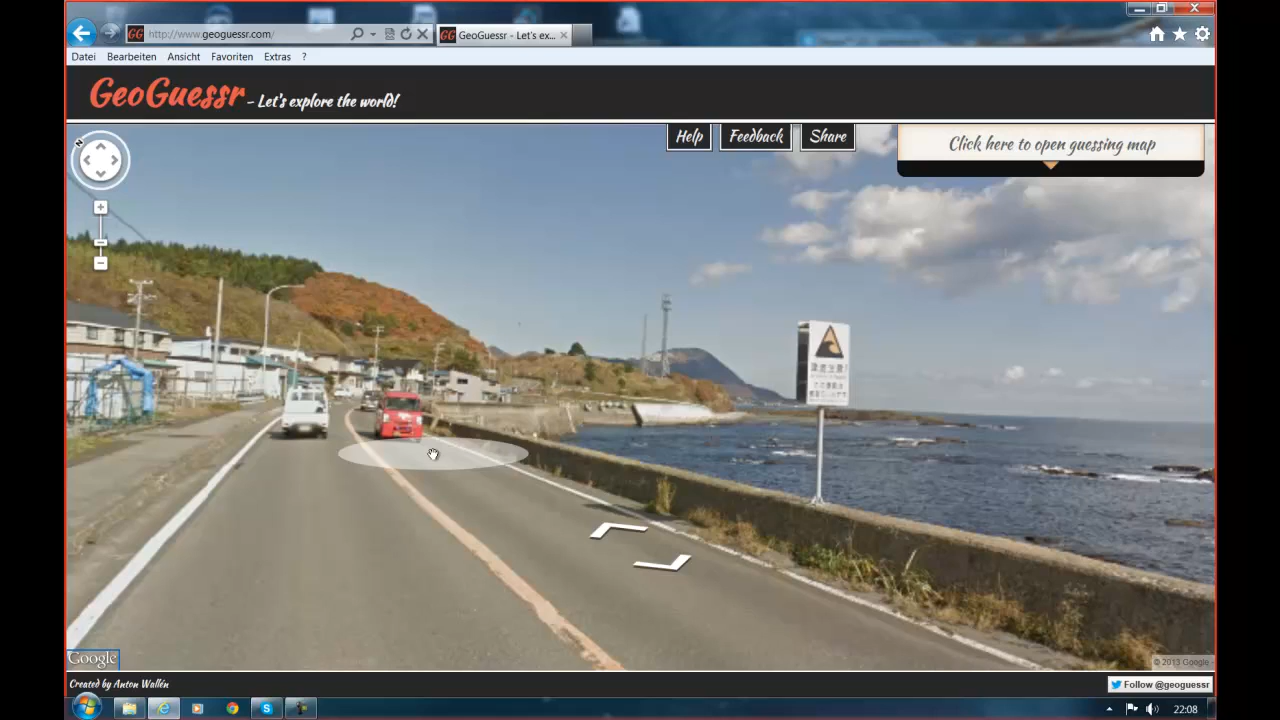 http://www.geoguessr.com/
GG GeoGuessr - Let's ex...
Datei Bearbeiten Ansicht Favoriten Extras ?
GeoGuessr - Let's explore the world!
Help Feedback Share
Click here to open guessing map
Google
© 2013 Google
Created by Anton Wallén
Follow @geoguessr
22:08